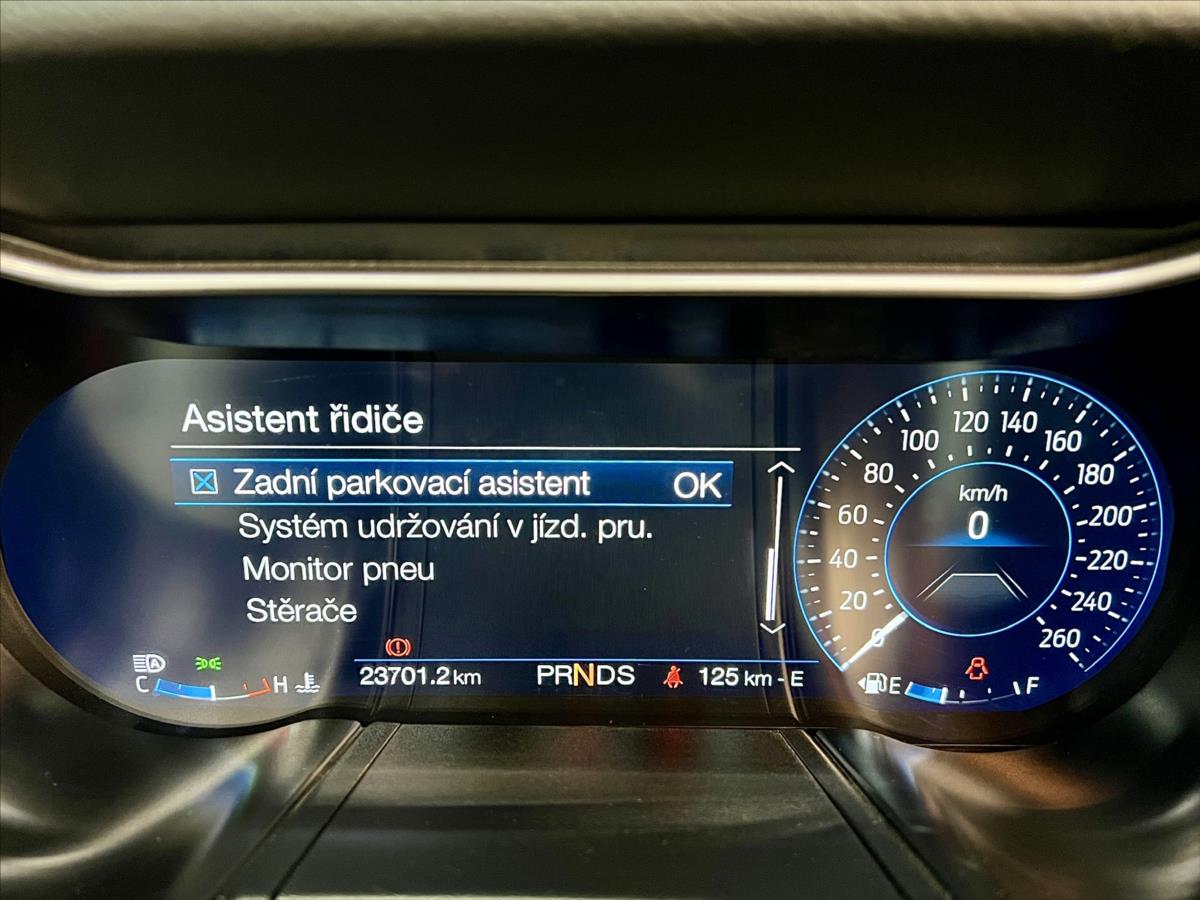 Asistent řidiče
Zadní parkovací asistent OK
Systém udržování v jízd. pru.
Monitor pneu
Stěrače
0 20 40 60 80 100 120 140 160 180 200 220 240 260
km/h
0
A
C H
23701.2 km PRNDS 125 km - E
E F